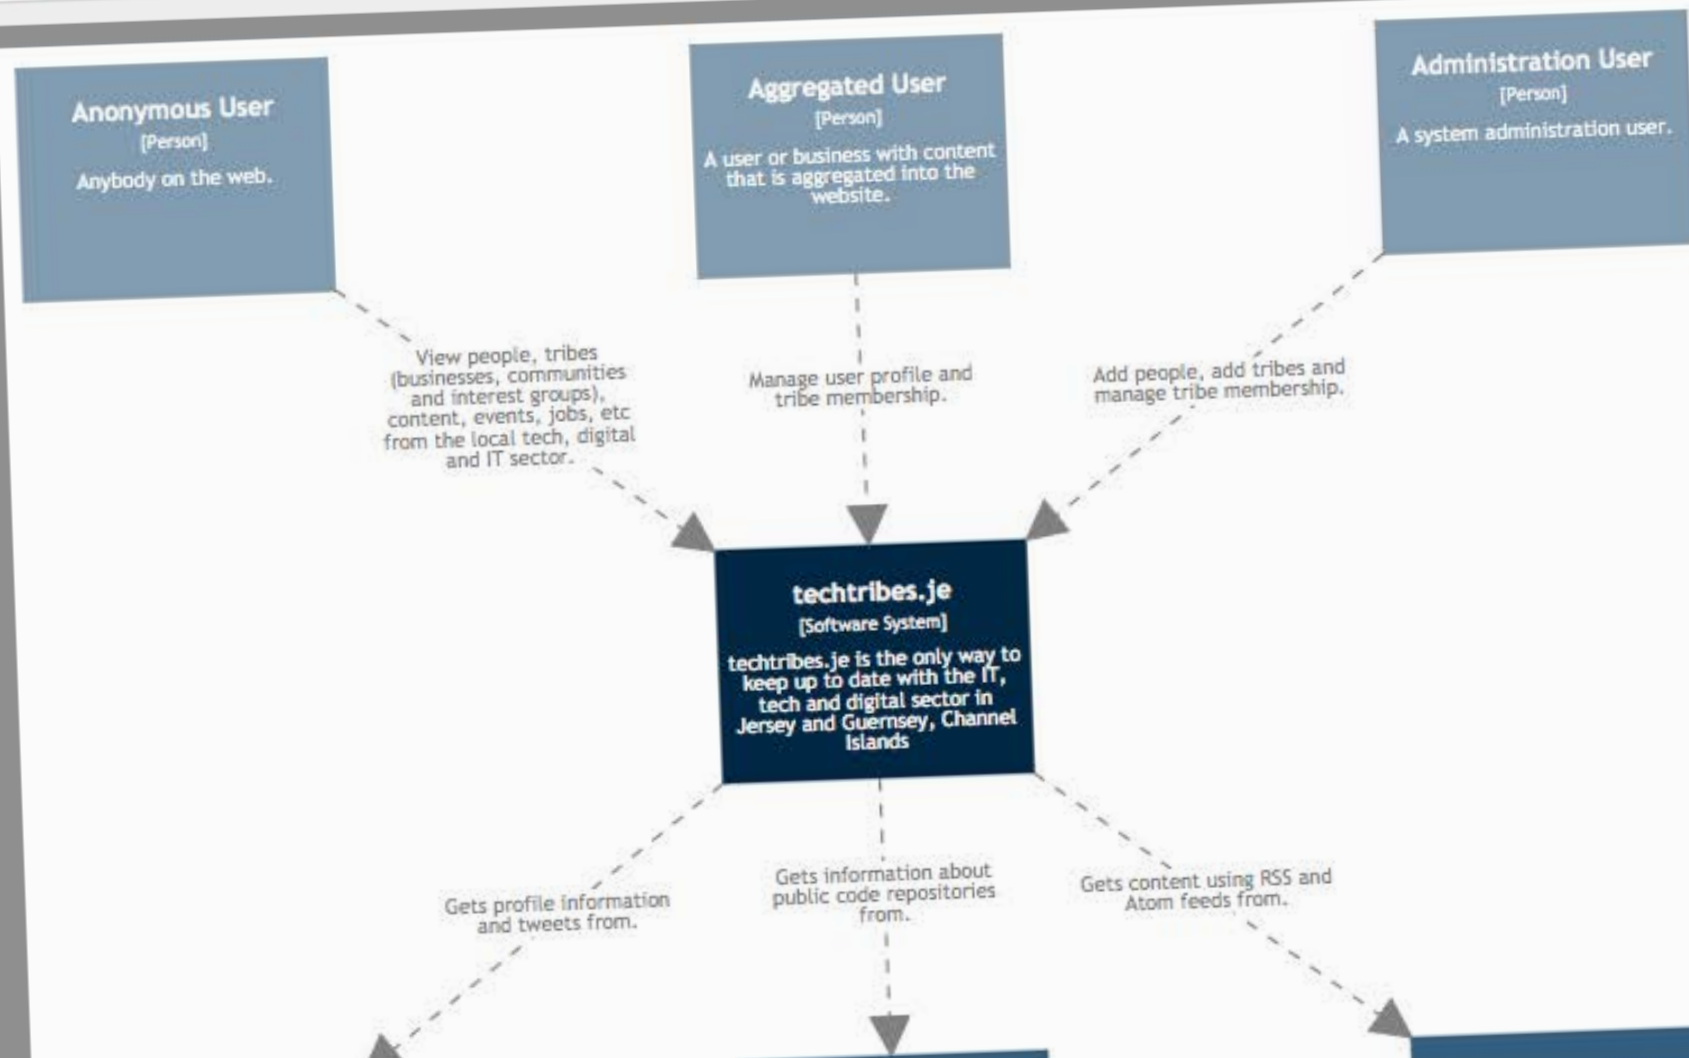 Anonymous User
[Person]
Anybody on the web.
Aggregated User
[Person]
A user or business with content
that is aggregated into the
website.
Administration User
[Person]
A system administration user.
View people, tribes
(businesses, communities
and interest groups),
content, events, jobs, etc
from the local tech, digital
and IT sector.
Manage user profile and
tribe membership.
Add people, add tribes and
manage tribe membership.
techtribes.je
[Software System]
techtribes.je is the only way to
keep up to date with the IT,
tech and digital sector in
Jersey and Guernsey, Channel
Islands
Gets profile information
and tweets from.
Gets information about
public code repositories
from.
Gets content using RSS and
Atom feeds from.